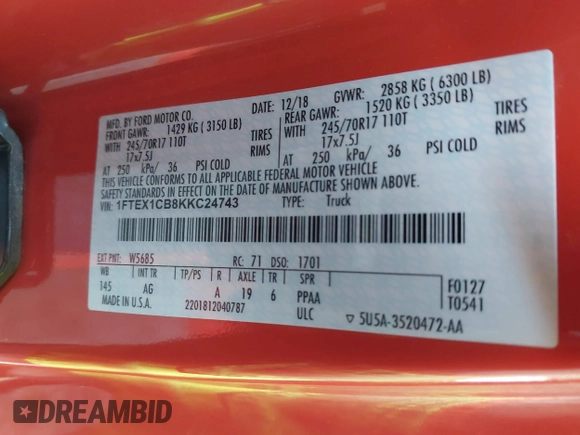 MFD. BY FORD MOTOR CO.
DATE: 12/18 GVWR: 2858 KG ( 6300 LB)
FRONT GAWR: 1429 KG ( 3150 LB) REAR GAWR: 1520 KG ( 3350 LB)
WITH 245/70R17 110T TIRES WITH 245/70R17 110T TIRES
17x7.5J RIMS 17x7.5J RIMS
AT 250 kPa/ 36 PSI COLD AT 250 kPa/ 36 PSI COLD
THIS VEHICLE CONFORMS TO ALL APPLICABLE FEDERAL MOTOR VEHICLE
SAFETY STANDARDS IN EFFECT ON THE DATE OF MANUFACTURE SHOWN ABOVE.
VIN: 1FTEX1CB8KKC24743 TYPE: Truck
EXT PNT: W5685 RC: 71 DSO: 1701
WB INT TR TP/PS R AXLE TR SPR F0127
145 AG A 19 6 PPAA T0541
MADE IN U.S.A. 2201812040787 ULC ▽ 5U5A-3520472-AA
DREAMBID